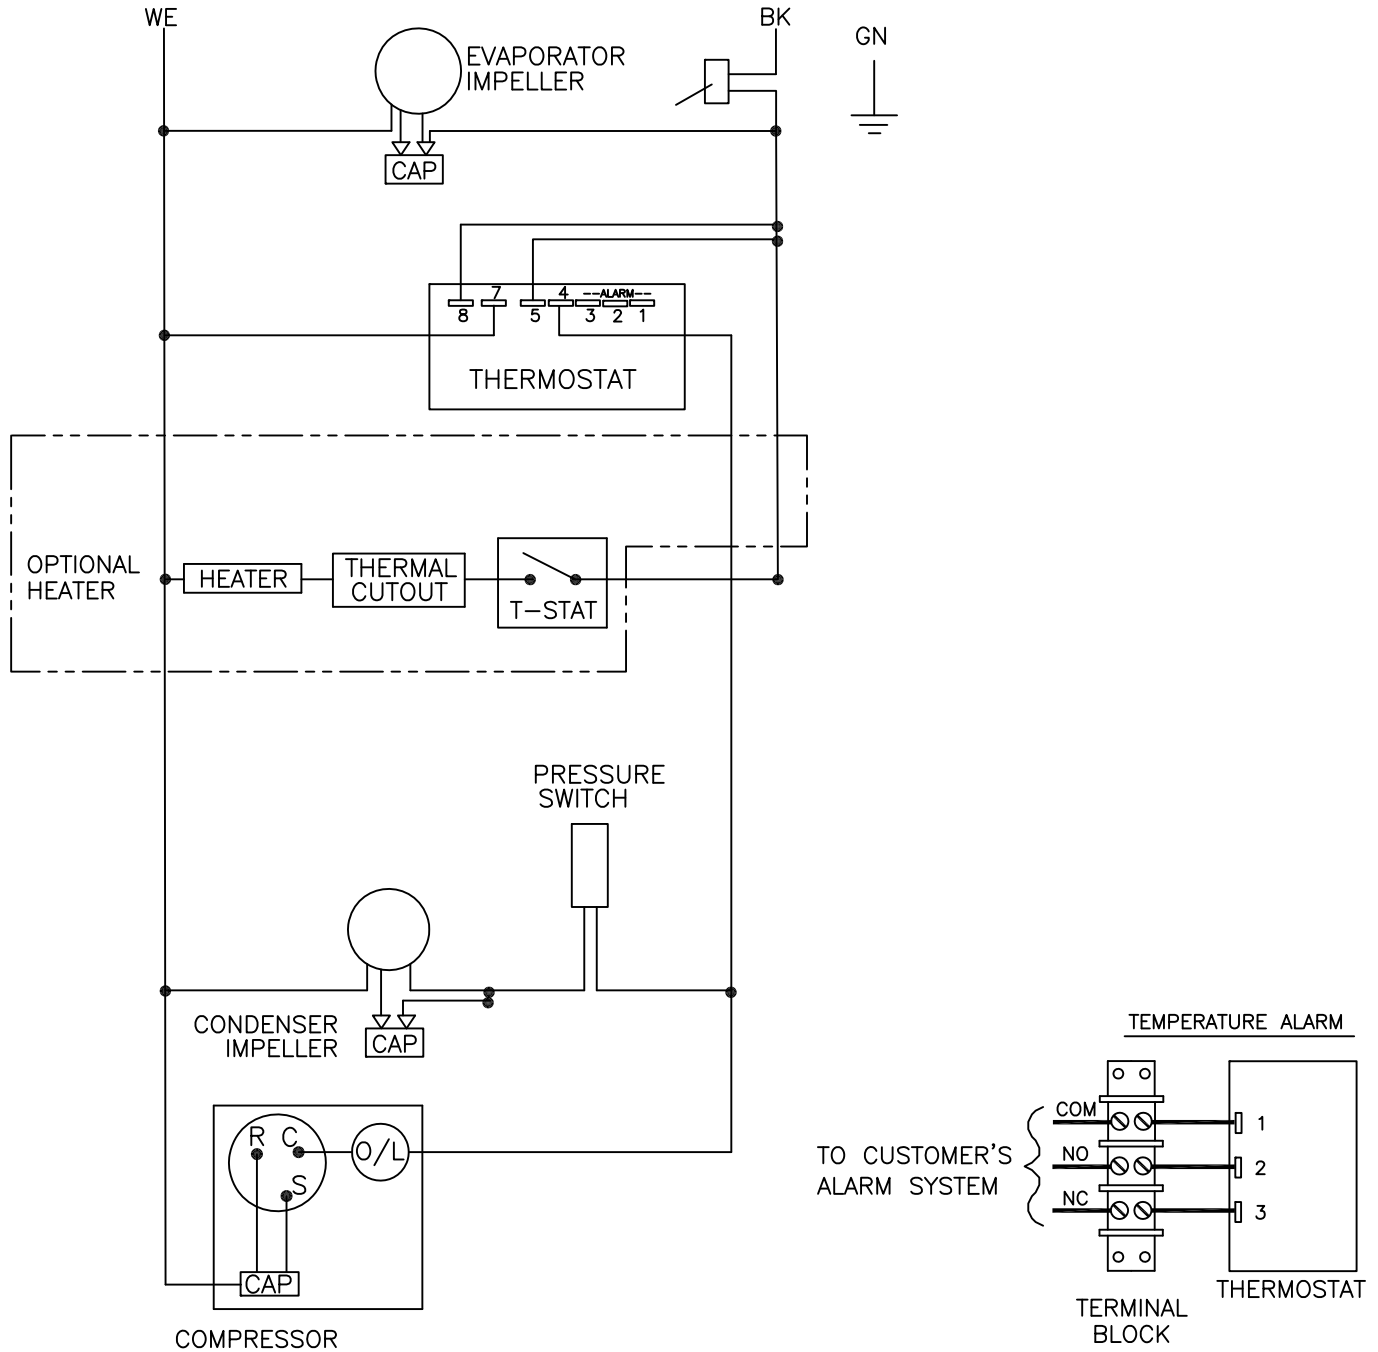 WE
BK
GN
EVAPORATOR
IMPELLER
CAP
7
4
--ALARM--
8
5
3
2
1
THERMOSTAT
OPTIONAL
HEATER
HEATER
THERMAL
CUTOUT
T-STAT
PRESSURE
SWITCH
CONDENSER
IMPELLER
CAP
R
C
S
O/L
CAP
COMPRESSOR
TEMPERATURE ALARM
TO CUSTOMER'S
ALARM SYSTEM
COM
NO
NC
1
2
3
THERMOSTAT
TERMINAL
BLOCK